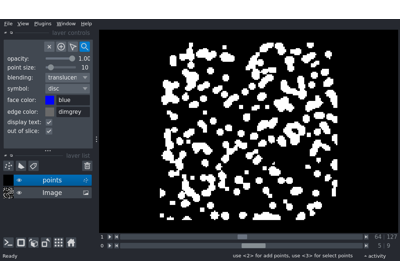 File View Plugins Window Help
layer controls
opacity: 1.00
point size: 10
blending: translucen
symbol: disc
face color: blue
edge color: dimgrey
display text:
out of slice:
layer list
points
Image
1 64 127
0 5 9
Ready use <2> for add points, use <3> for select points activity